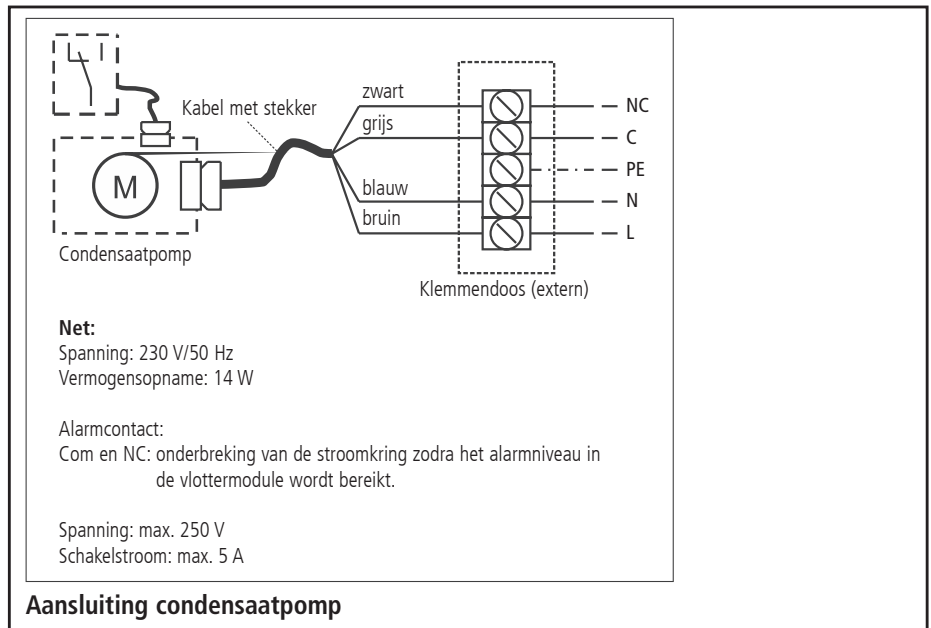 zwart
NC
Kabel met stekker
grijs
C
PE
M
blauw
N
bruin
L
Condensaatpomp
Klemmendoos (extern)
Net:
Spanning: 230 V/50 Hz
Vermogensopname: 14 W
Alarmcontact:
Com en NC: onderbreking van de stroomkring zodra het alarmniveau in
de vlottermodule wordt bereikt.
Spanning: max. 250 V
Schakelstroom: max. 5 A
Aansluiting condensaatpomp